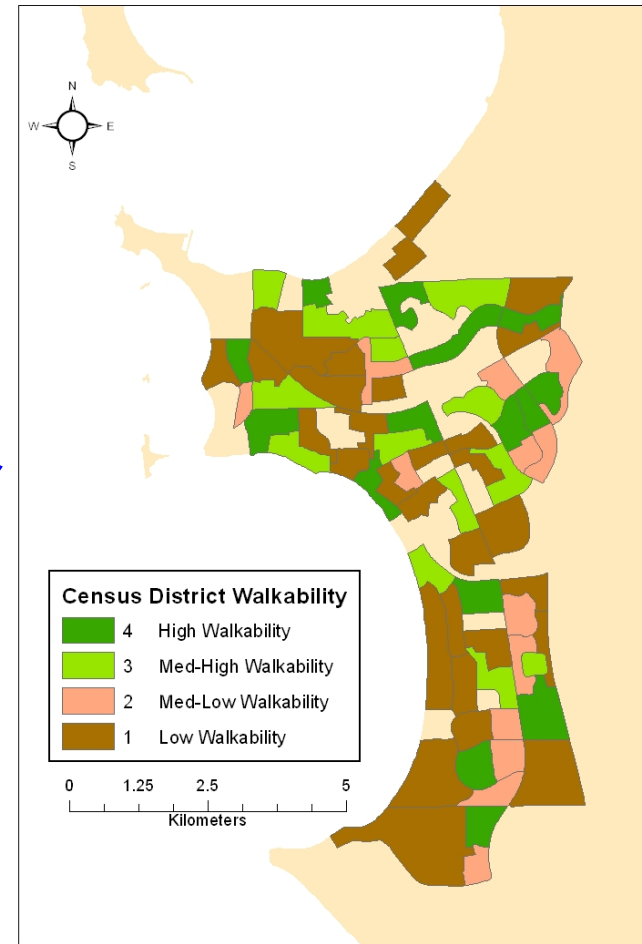 N
W E
S
Census District Walkability
4 High Walkability
3 Med-High Walkability
2 Med-Low Walkability
1 Low Walkability
0 1.25 2.5 5
Kilometers